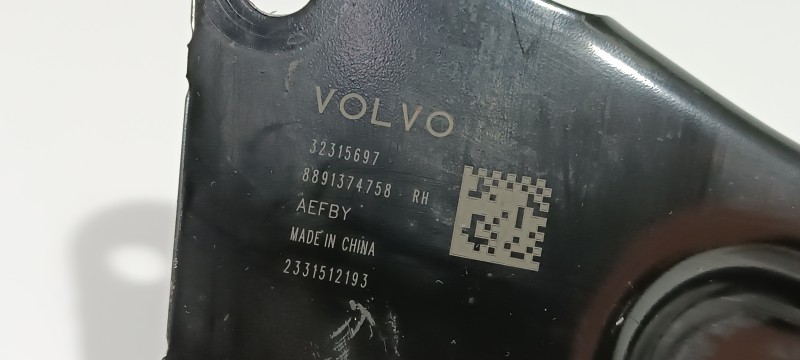 VOLVO
32315697
8891374758 RH
AEFBY
MADE IN CHINA
2331512193